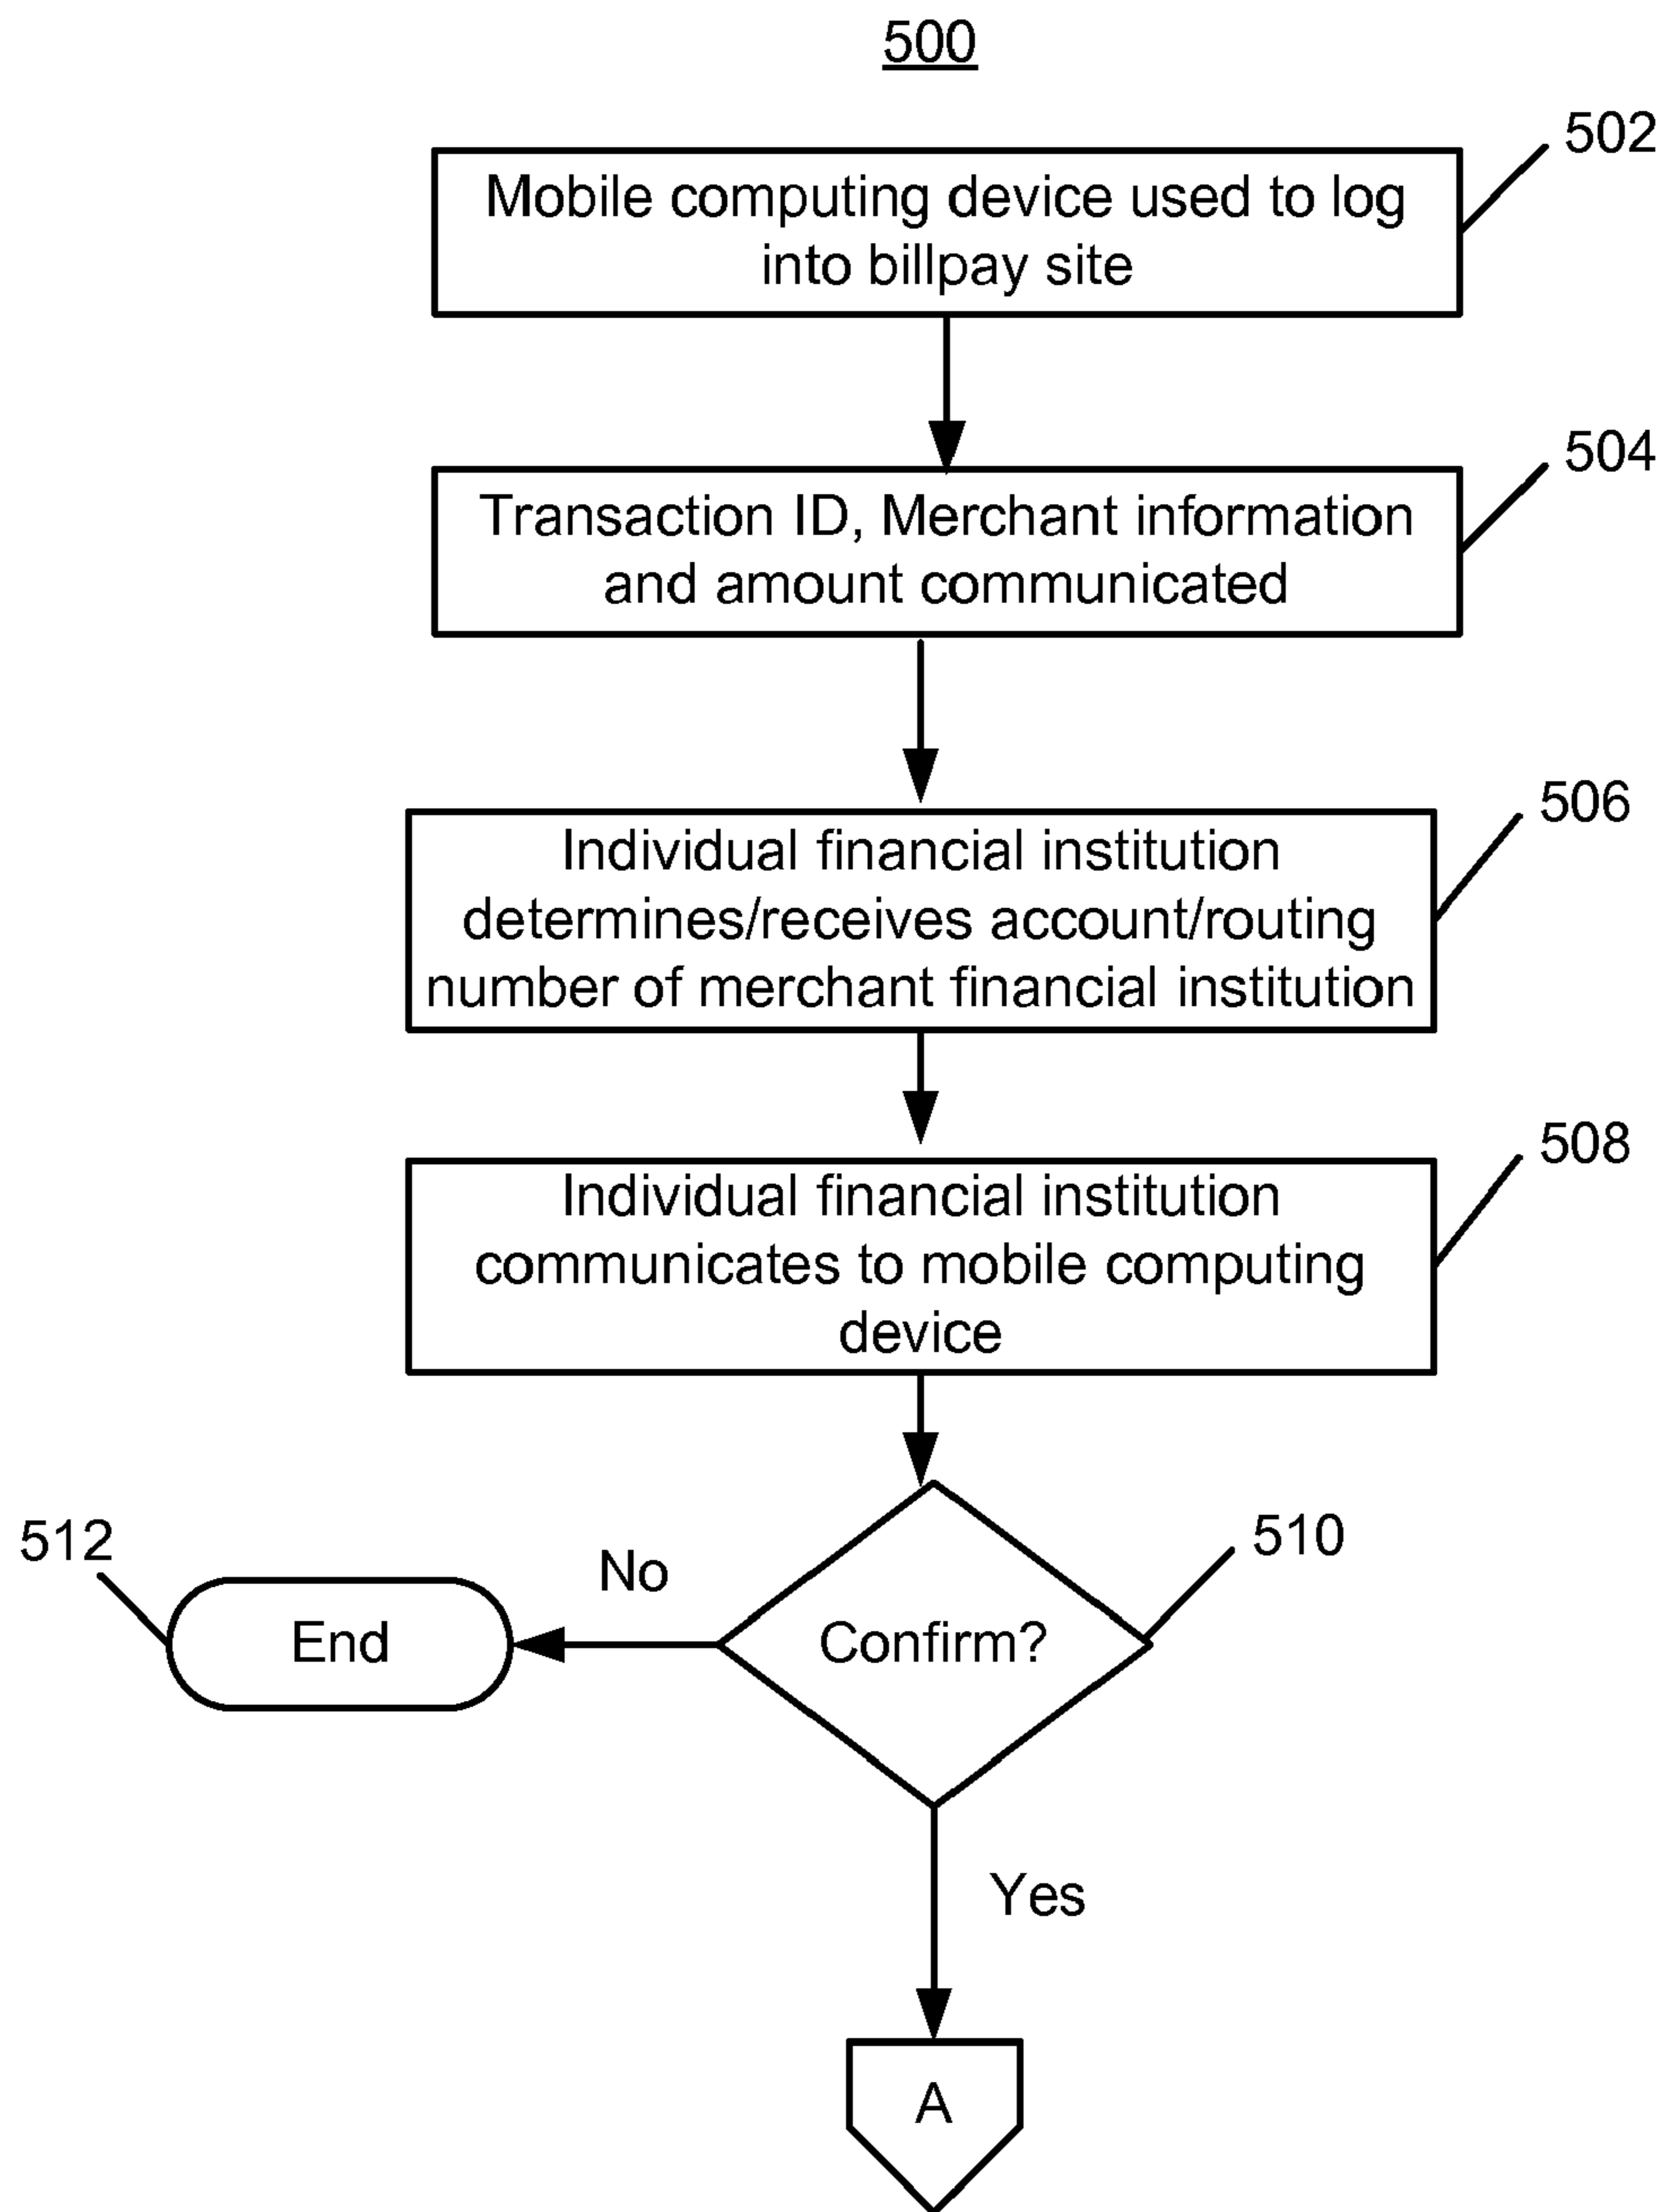 500
502
Mobile computing device used to log
into billpay site
504
Transaction ID, Merchant information
and amount communicated
506
Individual financial institution
determines/receives account/routing
number of merchant financial institution
508
Individual financial institution
communicates to mobile computing
device
512
No
510
End
Confirm?
Yes
A